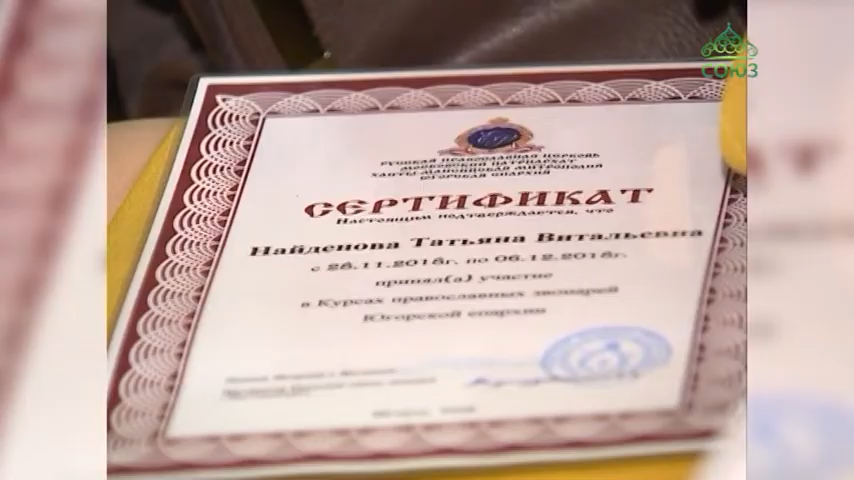 СОЮЗ
РУССКАЯ ПРАВОСЛАВНАЯ ЦЕРКОВЬ
МОСКОВСКИЙ ПАТРИАРХАТ
ХАНТЫ-МАНСИЙСКАЯ МИТРОПОЛИЯ
ЮГОРСКАЯ ЕПАРХИЯ
СЕРТИФИКАТ
Настоящим подтверждается, что
Найденова Татьяна Витальевна
с 28.11.2018г. по 06.12.2018г.
принял(а) участие
в Курсах православных звонарей
Югорской епархии